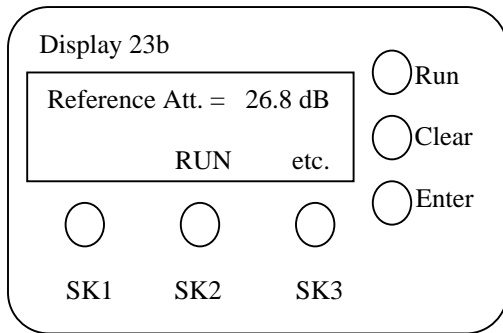 Display 23b
Reference Att. = 26.8 dB
RUN etc.
Run
Clear
Enter
SK1 SK2 SK3